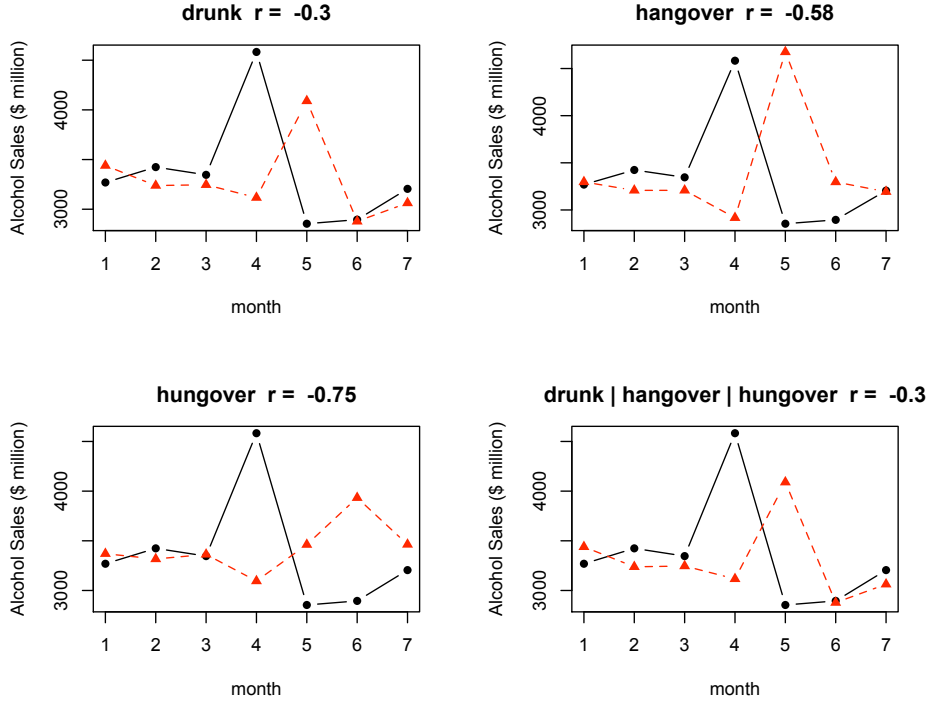 drunk r = -0.3
Alcohol Sales ($ million)
4000
3000
1 2 3 4 5 6 7
month
hangover r = -0.58
Alcohol Sales ($ million)
4000
3000
1 2 3 4 5 6 7
month
hungover r = -0.75
Alcohol Sales ($ million)
4000
3000
1 2 3 4 5 6 7
month
drunk | hangover | hungover r = -0.3
Alcohol Sales ($ million)
4000
3000
1 2 3 4 5 6 7
month